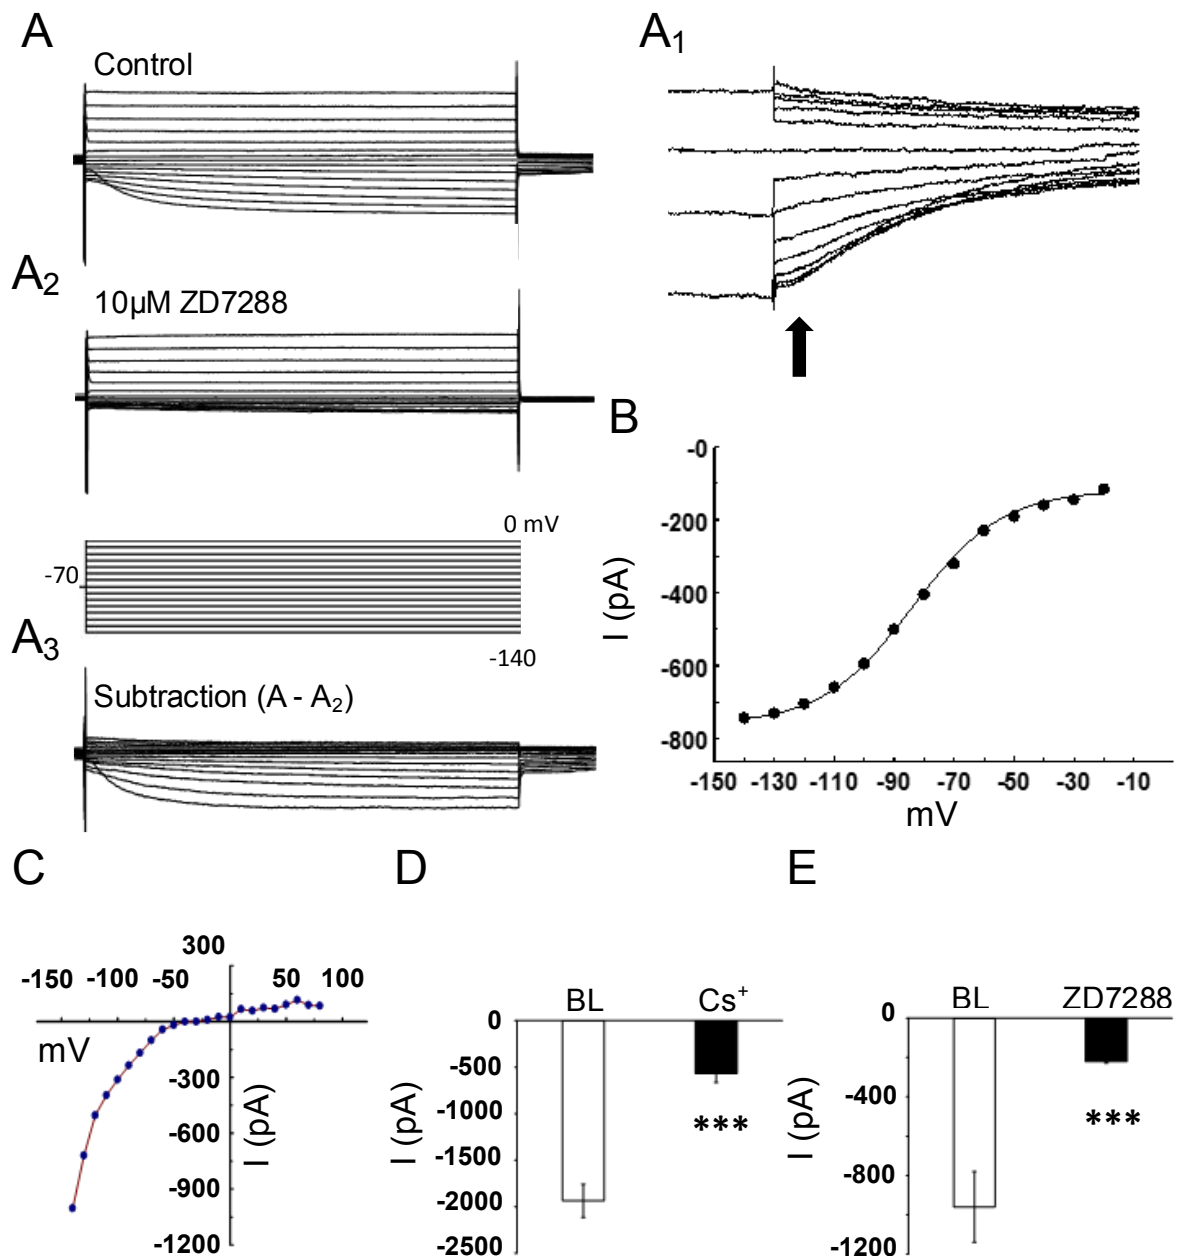 A
Control
A1
A2
10µM ZD7288
0 mV
-70
-140
A3
Subtraction (A - A2)
B
-0
-200
-400
-600
-800
I (pA)
-150 -130 -110 -90 -70 -50 -30 -10
mV
C
300
-150 -100 -50 50 100
mV
-300
-600
-900
-1200
I (pA)
D
BL Cs+
0
-500
-1000
-1500
-2000
-2500
I (pA)
***
E
BL ZD7288
0
-400
-800
-1200
I (pA)
***